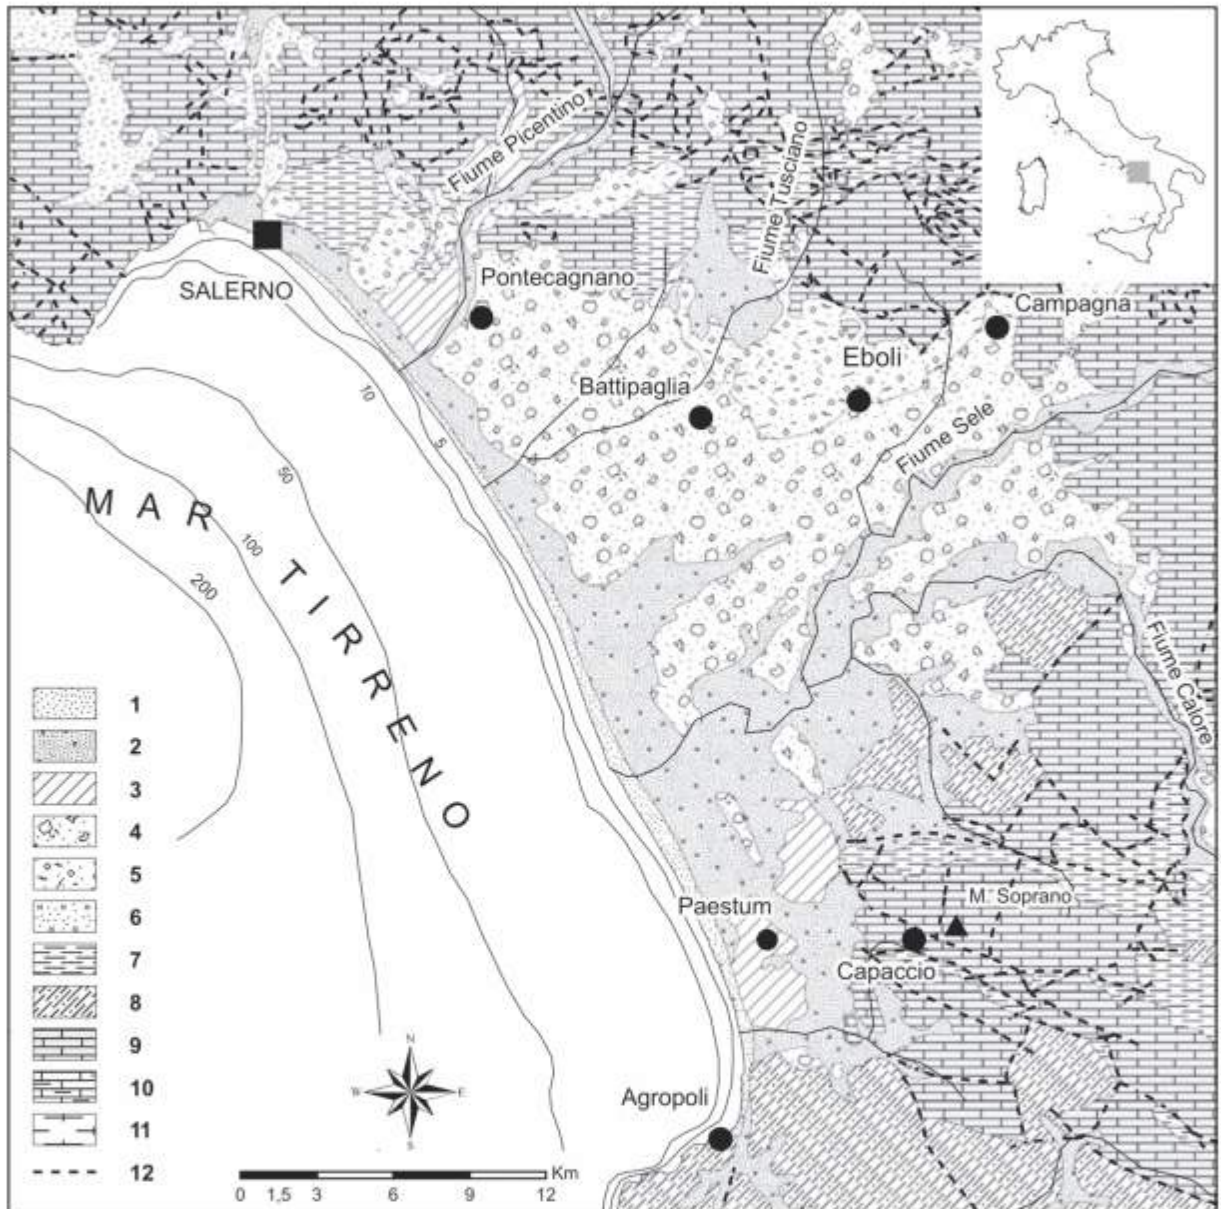 Fiume Picentino
Fiume Tusciano
SALERNO
Pontecagnano
Campagna
Eboli
Battipaglia
Fiume Sele
10
5
50
100
200
MAR TIRRENO
Fiume Calore
M. Soprano
Paestum
Capaccio
Agropoli
1
2
3
4
5
6
7
8
9
10
11
12
N
W
E
S
Km
0 1,5 3 6 9 12